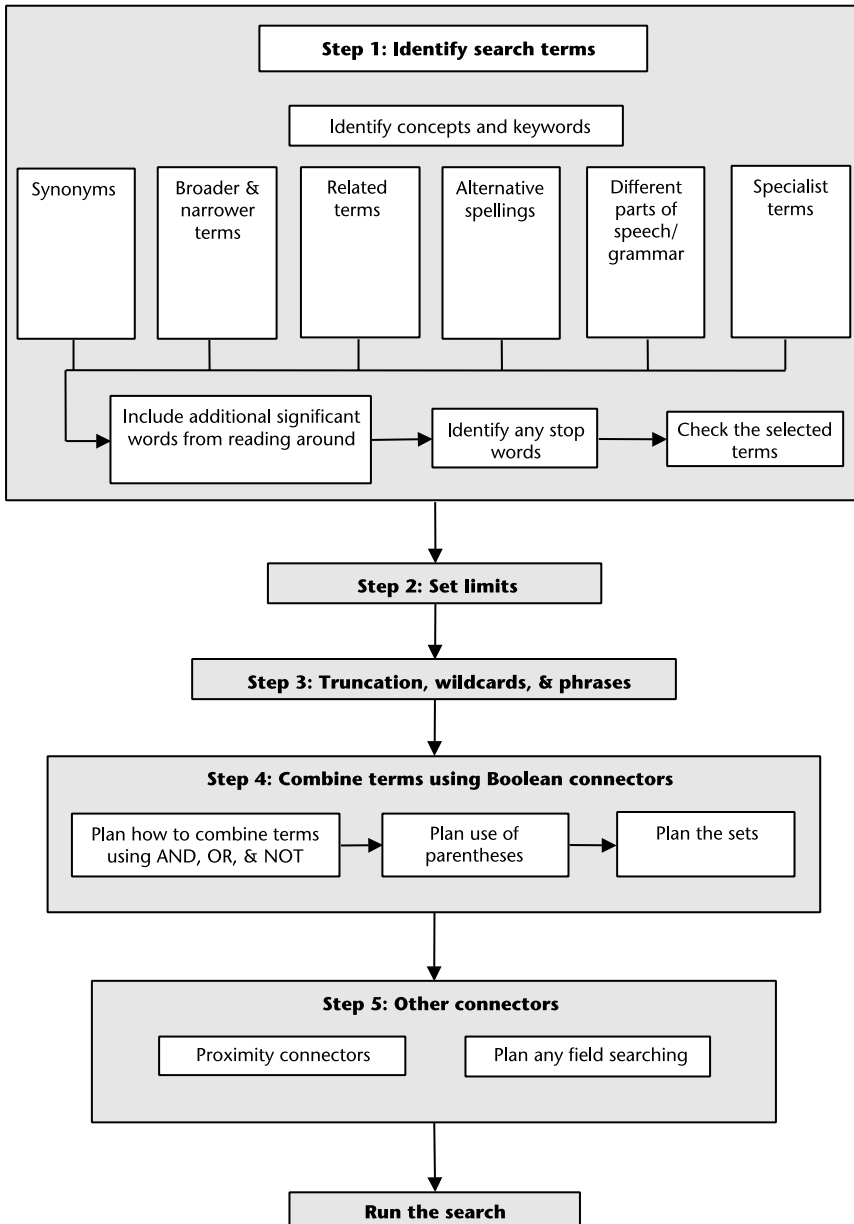 Step 1: Identify search terms
Identify concepts and keywords
Synonyms
Broader &
narrower
terms
Related
terms
Alternative
spellings
Different
parts of
speech/
grammar
Specialist
terms
Include additional significant
words from reading around
Identify any stop
words
Check the selected
terms
Step 2: Set limits
Step 3: Truncation, wildcards, & phrases
Step 4: Combine terms using Boolean connectors
Plan how to combine terms
using AND, OR, & NOT
Plan use of
parentheses
Plan the sets
Step 5: Other connectors
Proximity connectors
Plan any field searching
Run the search